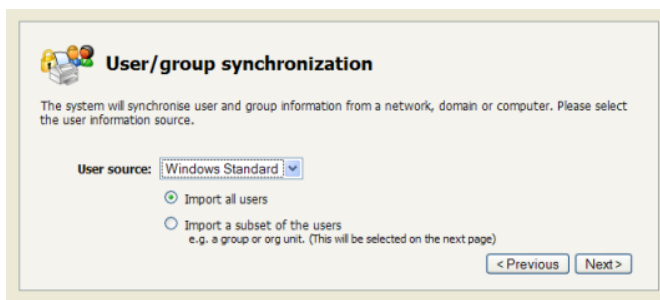 User/group synchronization
The system will synchronise user and group information from a network, domain or computer. Please select
the user information source.
User source: Windows Standard
Import all users
Import a subset of the users
e.g. a group or org unit. (This will be selected on the next page)
< Previous Next >